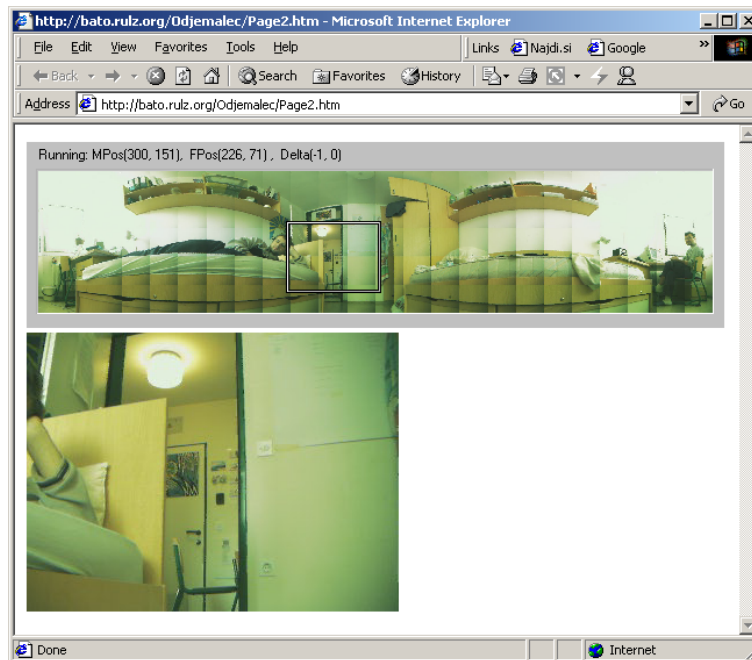 http://bato.rulz.org/Odjemalec/Page2.htm - Microsoft Internet Explorer
File Edit View Favorites Tools Help Links Najdi.si Google »
Back Search Favorites History
Address http://bato.rulz.org/Odjemalec/Page2.htm Go
Running: MPos(300, 151), FPos(226, 71) , Delta(-1, 0)
Done Internet